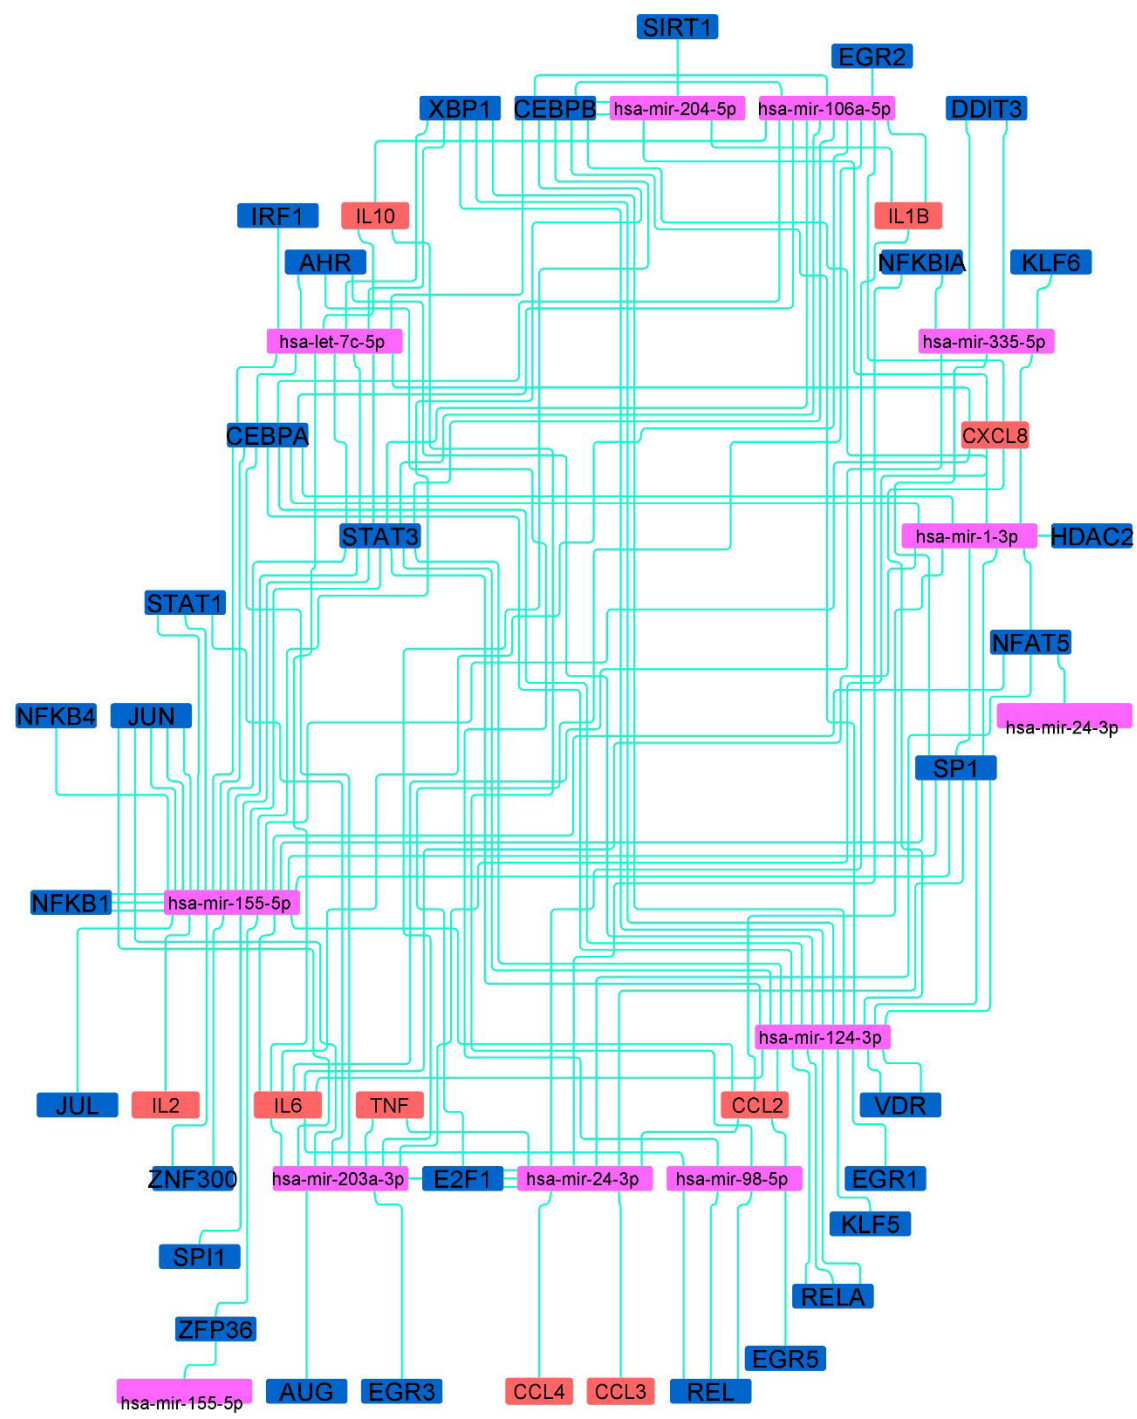 SIRT1
EGR2
XBP1
CEBPB
hsa-mir-204-5p
hsa-mir-106a-5p
DDIT3
IRF1
IL10
IL1B
AHR
NFKBIA
KLF6
hsa-let-7c-5p
hsa-mir-335-5p
CEBPA
CXCL8
STAT3
hsa-mir-1-3p
HDAC2
STAT1
NFAT5
NFKB4
JUN
hsa-mir-24-3p
SP1
NFKB1
hsa-mir-155-5p
hsa-mir-124-3p
JUL
IL2
IL6
TNF
CCL2
VDR
ZNF300
hsa-mir-203a-3p
E2F1
hsa-mir-24-3p
hsa-mir-98-5p
EGR1
KLF5
SPI1
RELA
ZFP36
EGR5
hsa-mir-155-5p
AUG
EGR3
CCL4
CCL3
REL